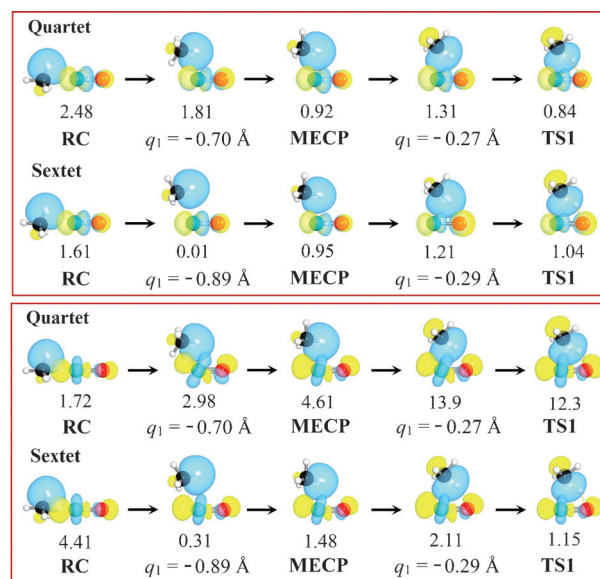 Quartet
2.48 1.81 0.92 1.31 0.84
RC q₁ = −0.70 Å MECP q₁ = −0.27 Å TS1
Sextet
1.61 0.01 0.95 1.21 1.04
RC q₁ = −0.89 Å MECP q₁ = −0.29 Å TS1
Quartet
1.72 2.98 4.61 13.9 12.3
RC q₁ = −0.70 Å MECP q₁ = −0.27 Å TS1
Sextet
4.41 0.31 1.48 2.11 1.15
RC q₁ = −0.89 Å MECP q₁ = −0.29 Å TS1